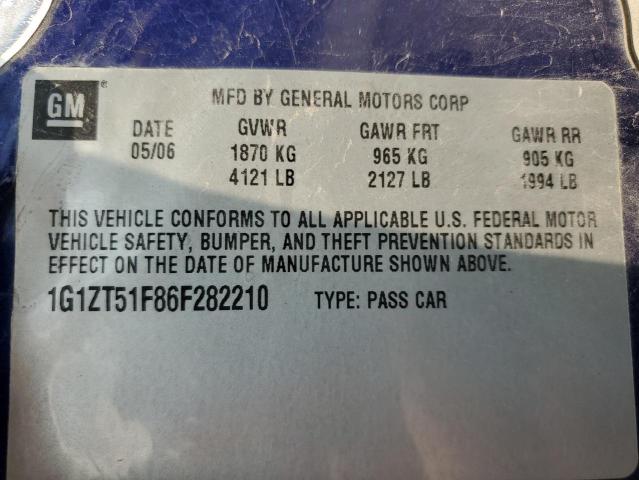 GM ®
MFD BY GENERAL MOTORS CORP
DATE GVWR GAWR FRT GAWR RR
05/06 1870 KG 965 KG 905 KG
4121 LB 2127 LB 1994 LB
THIS VEHICLE CONFORMS TO ALL APPLICABLE U.S. FEDERAL MOTOR
VEHICLE SAFETY, BUMPER, AND THEFT PREVENTION STANDARDS IN
EFFECT ON THE DATE OF MANUFACTURE SHOWN ABOVE.
1G1ZT51F86F282210 TYPE: PASS CAR